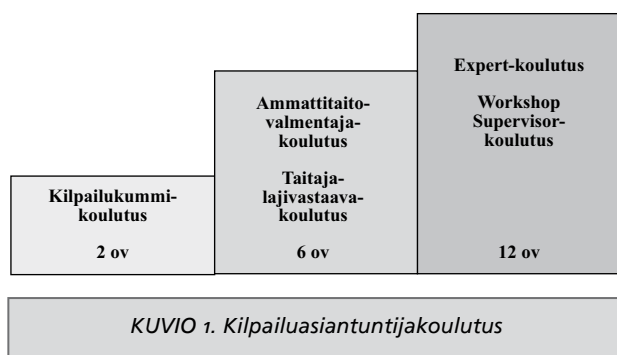 Kilpailukummi-
koulutus
2 ov
Ammattitaito-
valmentaja-
koulutus
Taitaja-
lajivastaava-
koulutus
6 ov
Expert-koulutus
Workshop
Supervisor-
koulutus
12 ov
KUVIO 1. Kilpailuasiantuntijakoulutus